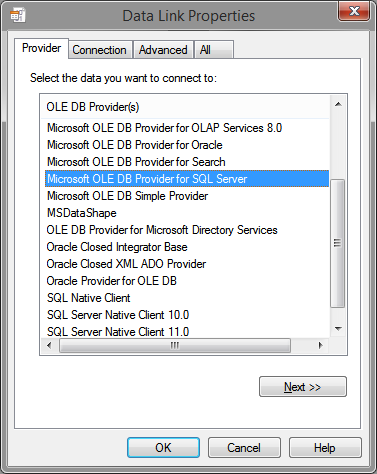 Data Link Properties
Provider Connection Advanced All
Select the data you want to connect to:
OLE DB Provider(s)
Microsoft OLE DB Provider for OLAP Services 8.0
Microsoft OLE DB Provider for Oracle
Microsoft OLE DB Provider for Search
Microsoft OLE DB Provider for SQL Server
Microsoft OLE DB Simple Provider
MSDataShape
OLE DB Provider for Microsoft Directory Services
Oracle Closed Integrator Base
Oracle Closed XML ADO Provider
Oracle Provider for OLE DB
SQL Native Client
SQL Server Native Client 10.0
SQL Server Native Client 11.0
Next >>
OK Cancel Help